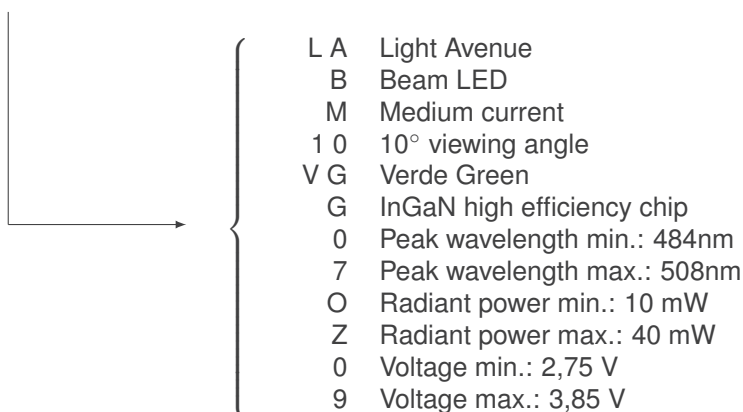 L A Light Avenue
B Beam LED
M Medium current
1 0 10° viewing angle
V G Verde Green
G InGaN high efficiency chip
0 Peak wavelength min.: 484nm
7 Peak wavelength max.: 508nm
O Radiant power min.: 10 mW
Z Radiant power max.: 40 mW
0 Voltage min.: 2,75 V
9 Voltage max.: 3,85 V